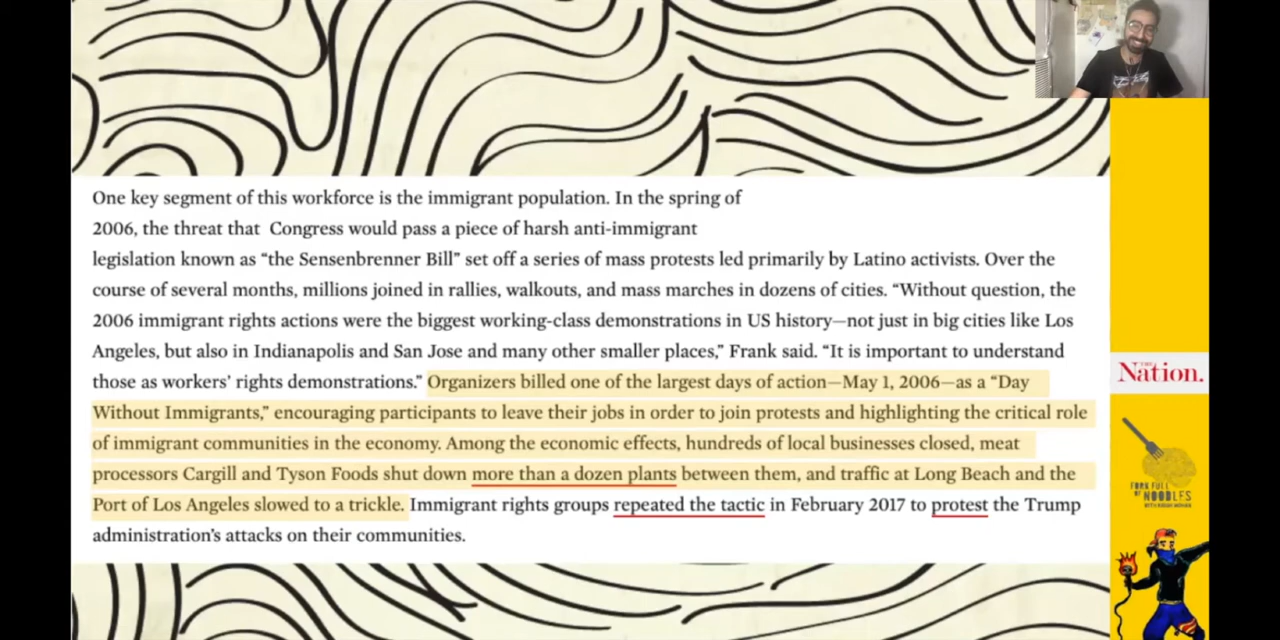 One key segment of this workforce is the immigrant population. In the spring of
2006, the threat that Congress would pass a piece of harsh anti-immigrant
legislation known as “the Sensenbrenner Bill” set off a series of mass protests led primarily by Latino activists. Over the
course of several months, millions joined in rallies, walkouts, and mass marches in dozens of cities. “Without question, the
2006 immigrant rights actions were the biggest working-class demonstrations in US history—not just in big cities like Los
Angeles, but also in Indianapolis and San Jose and many other smaller places,” Frank said. “It is important to understand
those as workers’ rights demonstrations.” Organizers billed one of the largest days of action—May 1, 2006—as a “Day
Without Immigrants,” encouraging participants to leave their jobs in order to join protests and highlighting the critical role
of immigrant communities in the economy. Among the economic effects, hundreds of local businesses closed, meat
processors Cargill and Tyson Foods shut down more than a dozen plants between them, and traffic at Long Beach and the
Port of Los Angeles slowed to a trickle. Immigrant rights groups repeated the tactic in February 2017 to protest the Trump
administration’s attacks on their communities.
The Nation.
FORK FULL
OF NOODLES